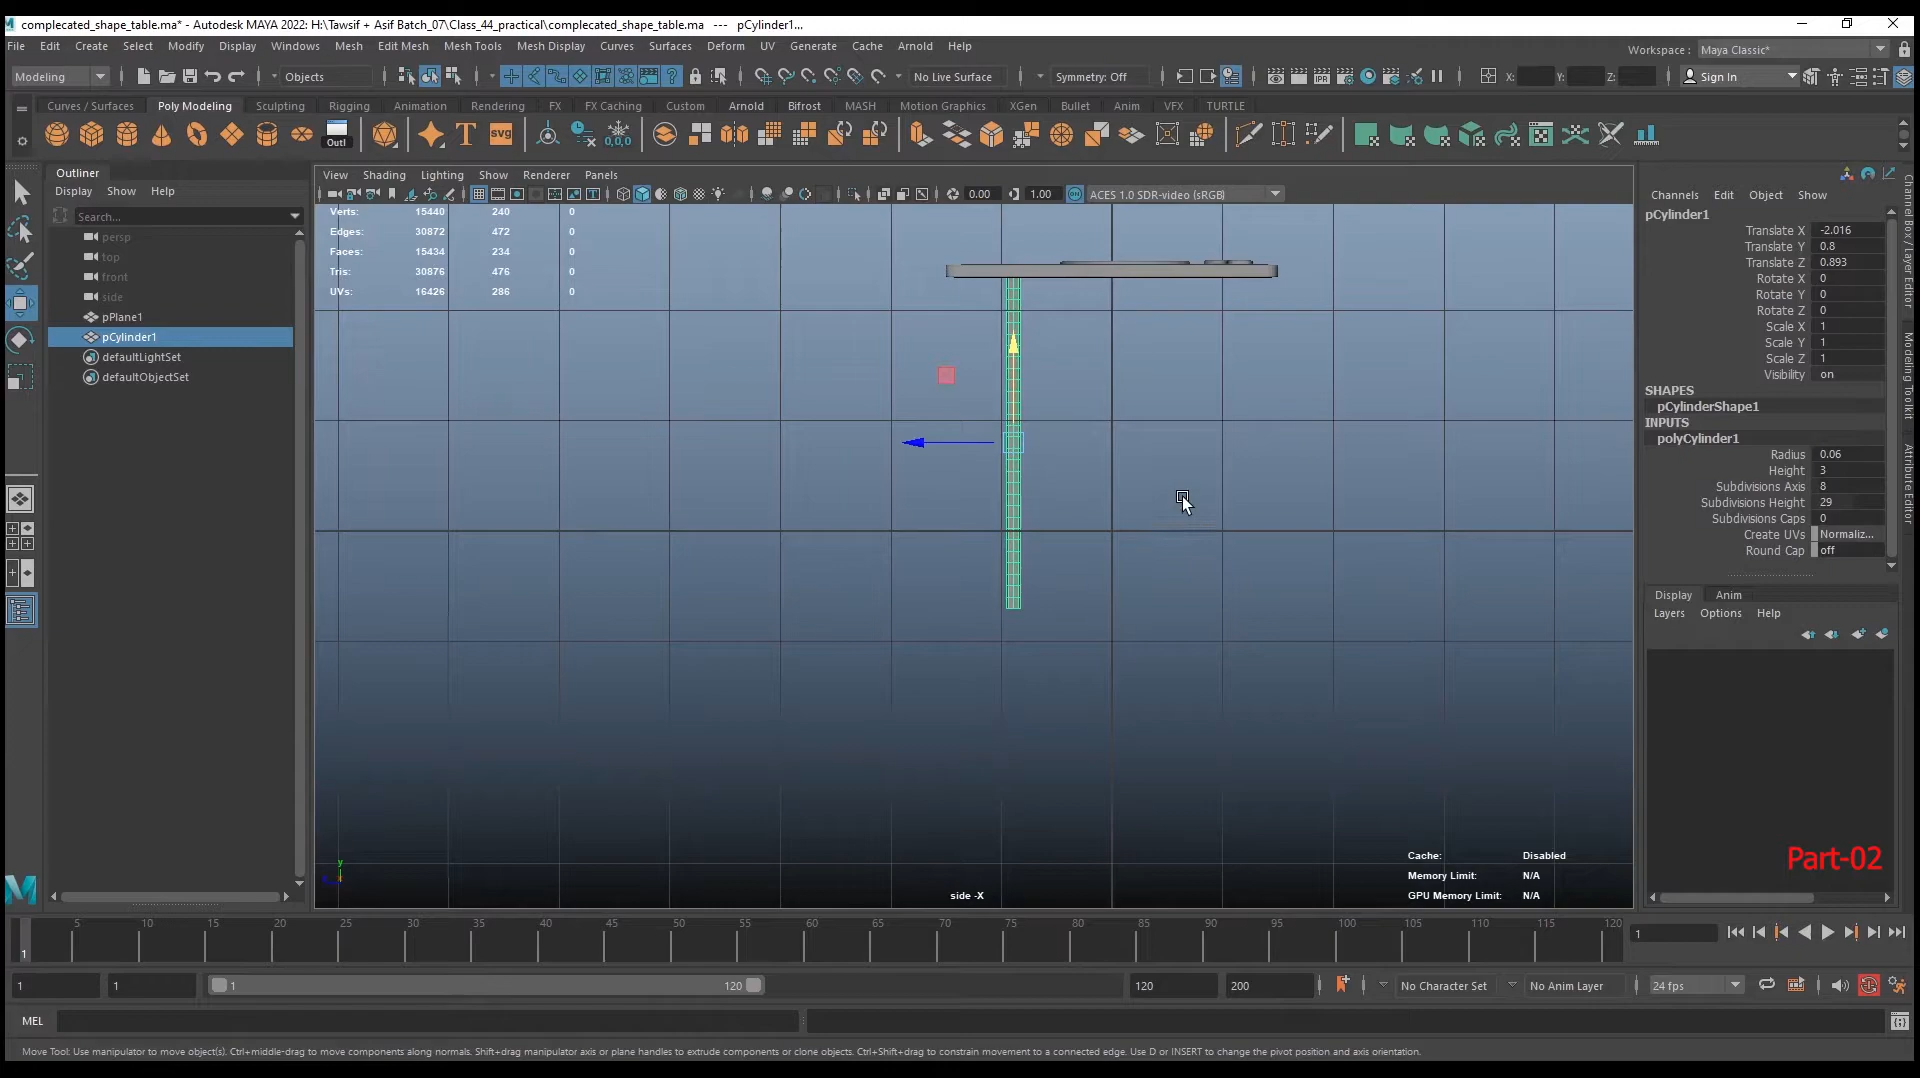 complecated_shape_table.ma* - Autodesk MAYA 2022: H:\Tawsif + Asif Batch_07\Class_44_practical\complecated_shape_table.ma --- pCylinder1...
File Edit Create Select Modify Display Windows Mesh Edit Mesh Mesh Tools Mesh Display Curves Surfaces Deform UV Generate Cache Arnold Help
Workspace : Maya Classic*
Modeling Objects No Live Surface Symmetry: Off X: Y: Z: Sign In
Curves / Surfaces Poly Modeling Sculpting Rigging Animation Rendering FX FX Caching Custom Arnold Bifrost MASH Motion Graphics XGen Bullet Anim VFX TURTLE
Outl T svg 0,0,0
Outliner
Display Show Help
Search...
persp
top
front
side
pPlane1
pCylinder1
defaultLightSet
defaultObjectSet
View Shading Lighting Show Renderer Panels
0.00 1.00 ACES 1.0 SDR-video (sRGB)
Verts: 15440 240 0
Edges: 30872 472 0
Faces: 15434 234 0
Tris: 30876 476 0
UVs: 16426 286 0
y
side -X
Cache: Disabled
Memory Limit: N/A
GPU Memory Limit: N/A
Channels Edit Object Show
pCylinder1
Translate X -2.016
Translate Y 0.8
Translate Z 0.893
Rotate X 0
Rotate Y 0
Rotate Z 0
Scale X 1
Scale Y 1
Scale Z 1
Visibility on
SHAPES
pCylinderShape1
INPUTS
polyCylinder1
Radius 0.06
Height 3
Subdivisions Axis 8
Subdivisions Height 29
Subdivisions Caps 0
Create UVs Normaliz...
Round Cap off
Display Anim
Layers Options Help
Part-02
Channel Box / Layer Editor
Modeling Toolkit
Attribute Editor
5 10 15 20 25 30 35 40 45 50 55 60 65 70 75 80 85 90 95 100 105 110 115 120
1
1
1 1 1 120 120 200 No Character Set No Anim Layer 24 fps
MEL
Move Tool: Use manipulator to move object(s). Ctrl+middle-drag to move components along normals. Shift+drag manipulator axis or plane handles to extrude components or clone objects. Ctrl+Shift+drag to constrain movement to a connected edge. Use D or INSERT to change the pivot position and axis orientation.